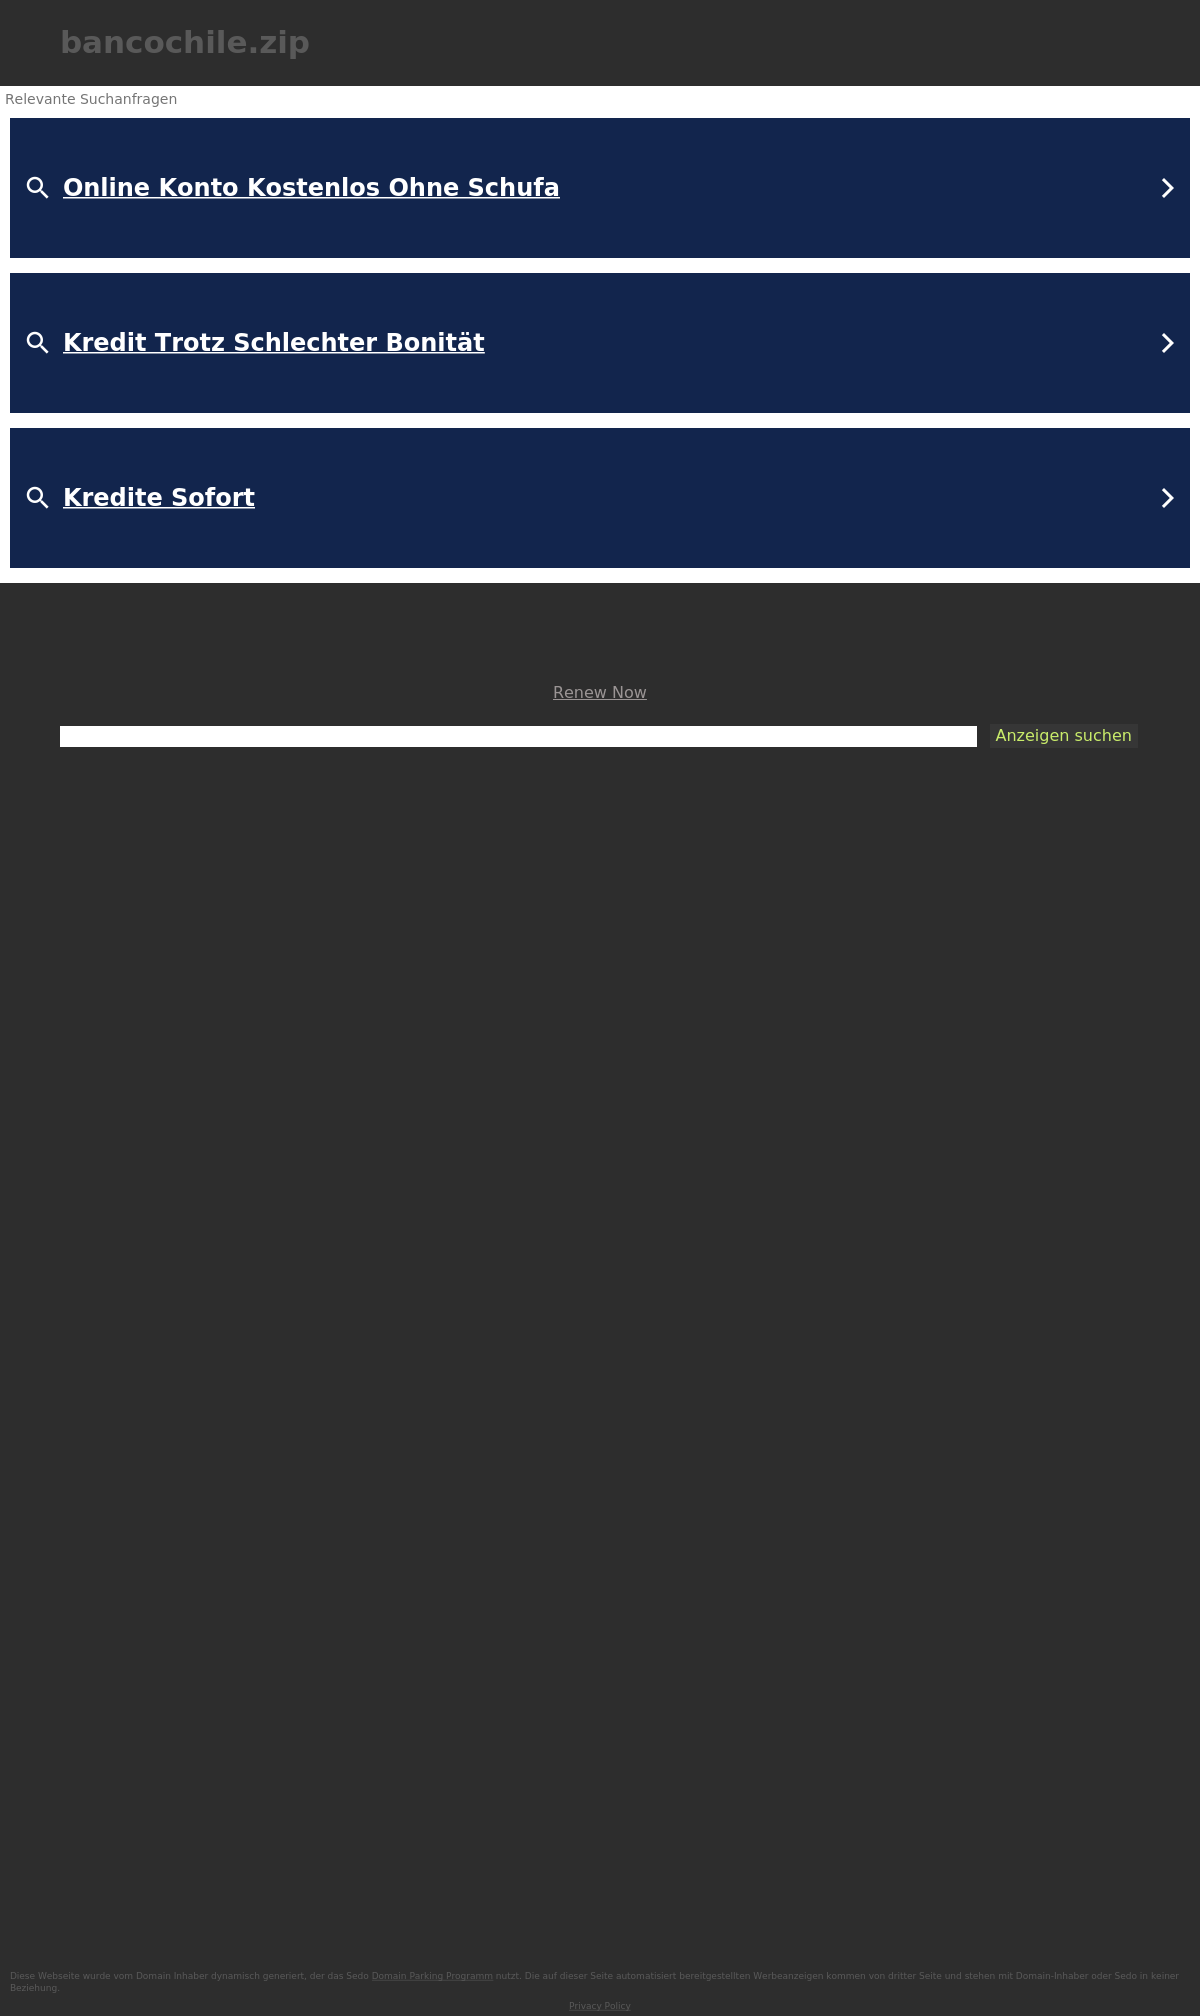 bancochile.zip
Relevante Suchanfragen
Online Konto Kostenlos Ohne Schufa
Kredit Trotz Schlechter Bonität
Kredite Sofort
Renew Now
Anzeigen suchen
Diese Webseite wurde vom Domain Inhaber dynamisch generiert, der das Sedo Domain Parking Programm nutzt. Die auf dieser Seite automatisiert bereitgestellten Werbeanzeigen kommen von dritter Seite und stehen mit Domain-Inhaber oder Sedo in keiner
Beziehung.
Privacy Policy